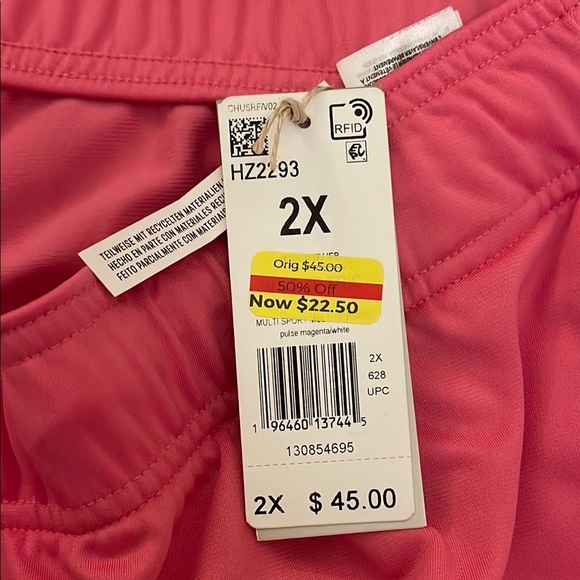 CHUSRF/V02
RFID
HZ2293
2X
Orig $45.00
50% Off
Now $22.50
MULTI SPORT
pulse magenta/white
2X
628
UPC
1 96460 13744 5
130854695
2X $ 45.00
TEILWEISE MIT RECYCELTEN MATERIALIEN
HECHO EN PARTE CON MATERIALES
FEITO PARCIALMENTE COM